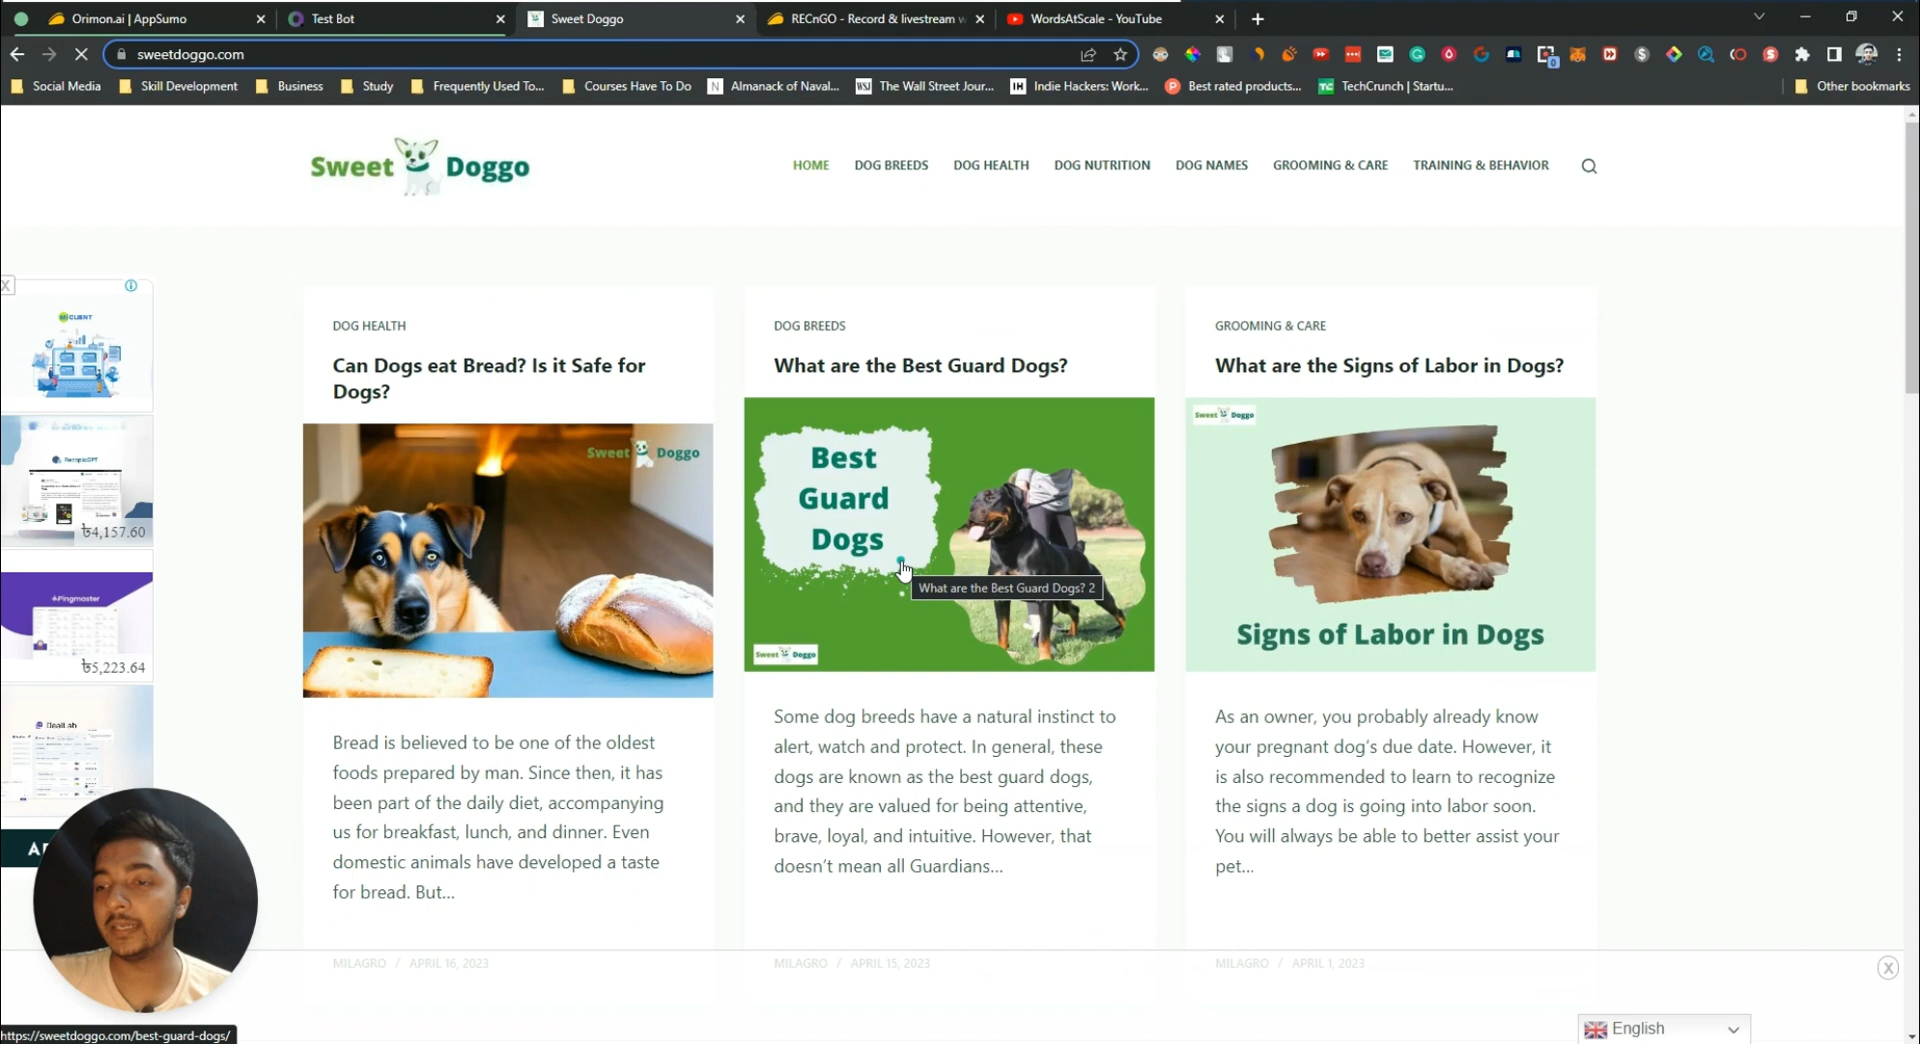 Orimon.ai | AppSumo
Test Bot
Sweet Doggo
RECnGO - Record & livestream
WordsAtScale - YouTube
sweetdoggo.com
Social Media
Skill Development
Business
Study
Frequently Used To...
Courses Have To Do
Almanack of Naval...
The Wall Street Jour...
Indie Hackers: Work...
Best rated products...
TechCrunch | Startu...
Other bookmarks
Sweet Doggo
HOME
DOG BREEDS
DOG HEALTH
DOG NUTRITION
DOG NAMES
GROOMING & CARE
TRAINING & BEHAVIOR
DOG HEALTH
Can Dogs eat Bread? Is it Safe for
Dogs?
Sweet Doggo
Bread is believed to be one of the oldest
foods prepared by man. Since then, it has
been part of the daily diet, accompanying
us for breakfast, lunch, and dinner. Even
domestic animals have developed a taste
for bread. But...
MILAGRO / APRIL 16, 2023
DOG BREEDS
What are the Best Guard Dogs?
Best
Guard
Dogs
What are the Best Guard Dogs? 2
Sweet Doggo
Some dog breeds have a natural instinct to
alert, watch and protect. In general, these
dogs are known as the best guard dogs,
and they are valued for being attentive,
brave, loyal, and intuitive. However, that
doesn't mean all Guardians...
MILAGRO / APRIL 15, 2023
GROOMING & CARE
What are the Signs of Labor in Dogs?
Sweet Doggo
Signs of Labor in Dogs
As an owner, you probably already know
your pregnant dog's due date. However, it
is also recommended to learn to recognize
the signs a dog is going into labor soon.
You will always be able to better assist your
pet...
MILAGRO / APRIL 1, 2023
৳4,157.60
Pingmaster
৳5,223.64
https://sweetdoggo.com/best-guard-dogs/
English